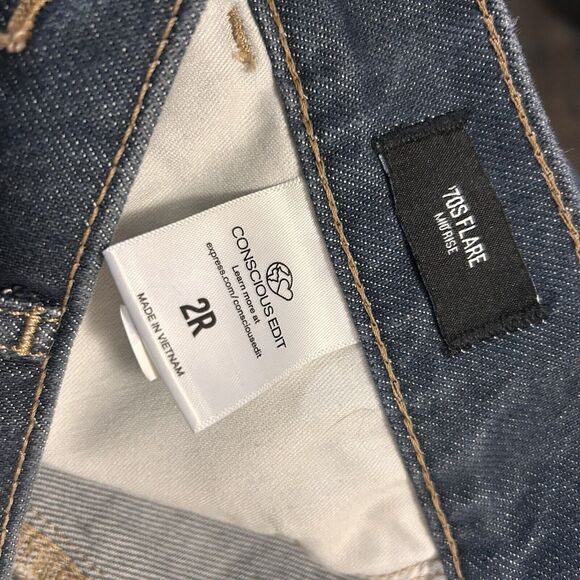 CONSCIOUS EDIT
Learn more at
express.com/consciousedit
2R
MADE IN VIETNAM
'70S FLARE
MID RISE